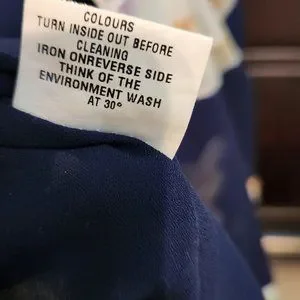 COLOURS
TURN INSIDE OUT BEFORE
CLEANING
IRON ONREVERSE SIDE
THINK OF THE
ENVIRONMENT WASH
AT 30°